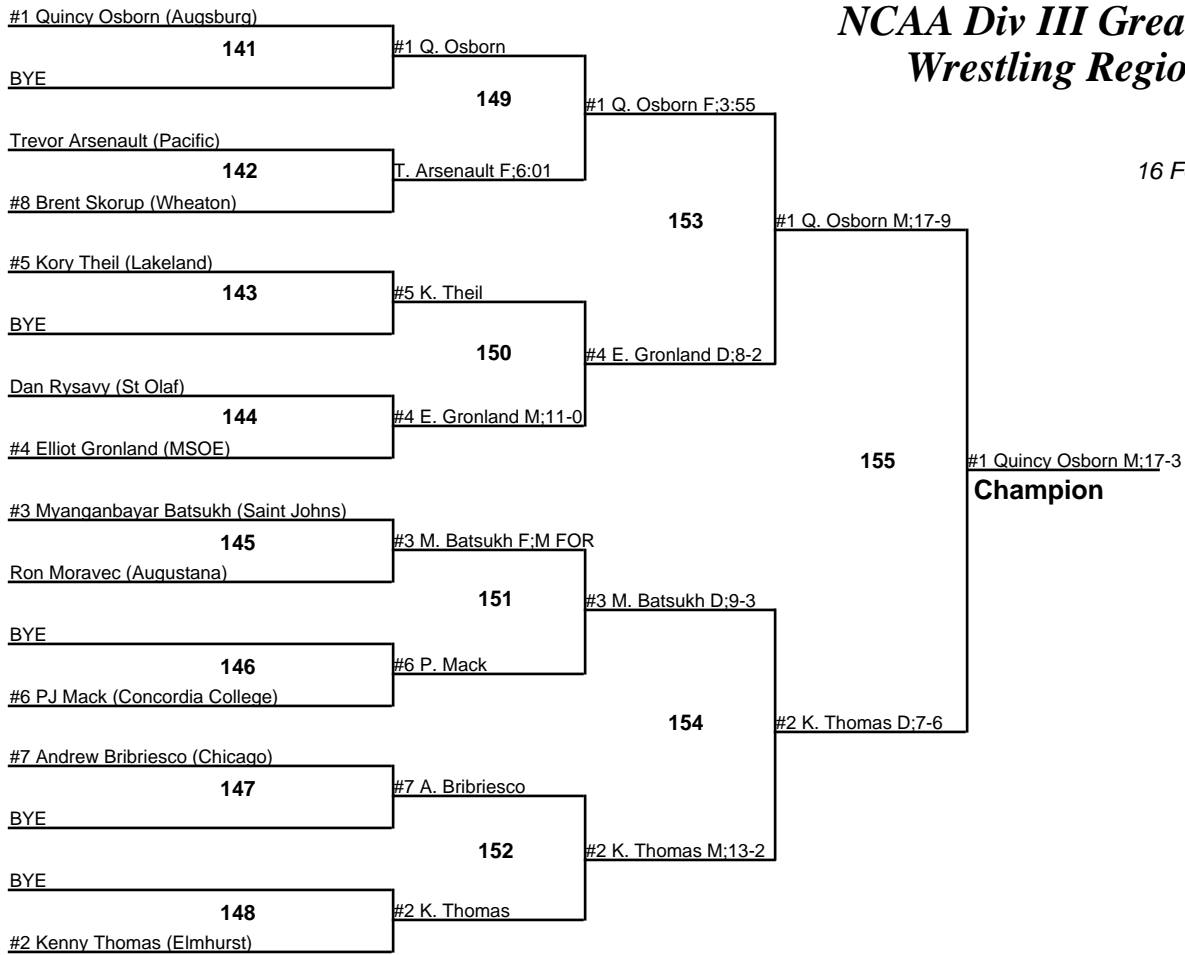 NCAA Div III Grea
Wrestling Regio
16 F
#1 Quincy Osborn (Augsburg)
141
BYE
#1 Q. Osborn
149
Trevor Arsenault (Pacific)
142
#8 Brent Skorup (Wheaton)
T. Arsenault F;6:01
#1 Q. Osborn F;3:55
153
#5 Kory Theil (Lakeland)
143
BYE
#5 K. Theil
150
Dan Rysavy (St Olaf)
144
#4 Elliot Gronland (MSOE)
#4 E. Gronland M;11-0
#4 E. Gronland D;8-2
#1 Q. Osborn M;17-9
155
#1 Quincy Osborn M;17-3
Champion
#3 Myanganbayar Batsukh (Saint Johns)
145
Ron Moravec (Augustana)
#3 M. Batsukh F;M FOR
151
BYE
146
#6 PJ Mack (Concordia College)
#6 P. Mack
#3 M. Batsukh D;9-3
154
#2 K. Thomas D;7-6
#7 Andrew Bribriesco (Chicago)
147
BYE
#7 A. Bribriesco
152
#2 K. Thomas M;13-2
BYE
148
#2 Kenny Thomas (Elmhurst)
#2 K. Thomas